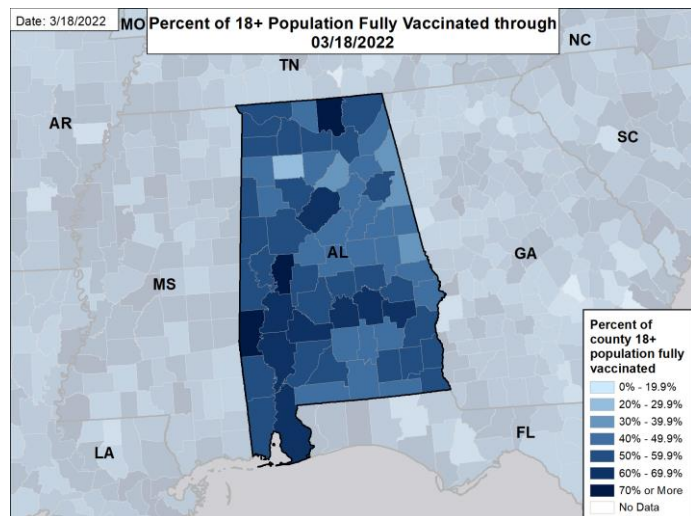 Date: 3/18/2022
Percent of 18+ Population Fully Vaccinated through
03/18/2022
MO
NC
TN
AR
SC
AL
GA
MS
LA
FL
Percent of
county 18+
population fully
vaccinated
0% - 19.9%
20% - 29.9%
30% - 39.9%
40% - 49.9%
50% - 59.9%
60% - 69.9%
70% or More
No Data